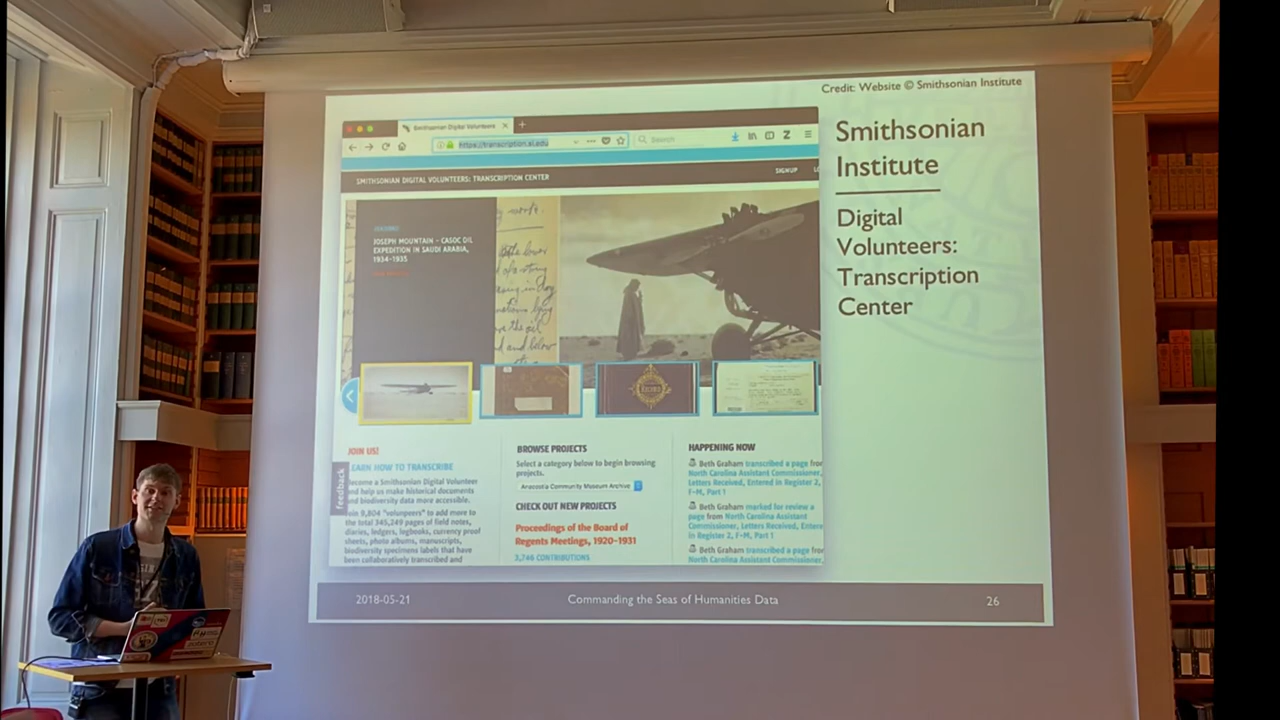 Credit: Website © Smithsonian Institute
Smithsonian
Institute
Digital
Volunteers:
Transcription
Center
Smithsonian Digital Volunteers
https://transcription.si.edu
Search
SMITHSONIAN DIGITAL VOLUNTEERS: TRANSCRIPTION CENTER
SIGNUP
JOSEPH MOUNTAIN - CASOC OIL
EXPEDITION IN SAUDI ARABIA,
1934-1935
JOIN US!
LEARN HOW TO TRANSCRIBE
Become a Smithsonian Digital Volunteer
and help us make historical documents
and biodiversity data more accessible.
Join 9,804 "volunteers" to add more to
the total 345,249 pages of field notes,
diaries, ledgers, logbooks, currency proof
sheets, photo albums, manuscripts,
biodiversity specimens labels that have
been collaboratively transcribed and
feedback
BROWSE PROJECTS
Select a category below to begin browsing
projects.
Anacostia Community Museum Archive
CHECK OUT NEW PROJECTS
Proceedings of the Board of
Regents Meetings, 1920-1931
3,746 CONTRIBUTIONS
HAPPENING NOW
Beth Graham transcribed a page from
North Carolina Assistant Commissioner,
Letters Received, Entered in Register 2,
F-M, Part 1
Beth Graham marked for review a
page from North Carolina Assistant
Commissioner, Letters Received, Entere
in Register 2, F-M, Part 1
Beth Graham transcribed a page from
North Carolina Assistant Commissioner,
2018-05-21
Commanding the Seas of Humanities Data
26
zotero